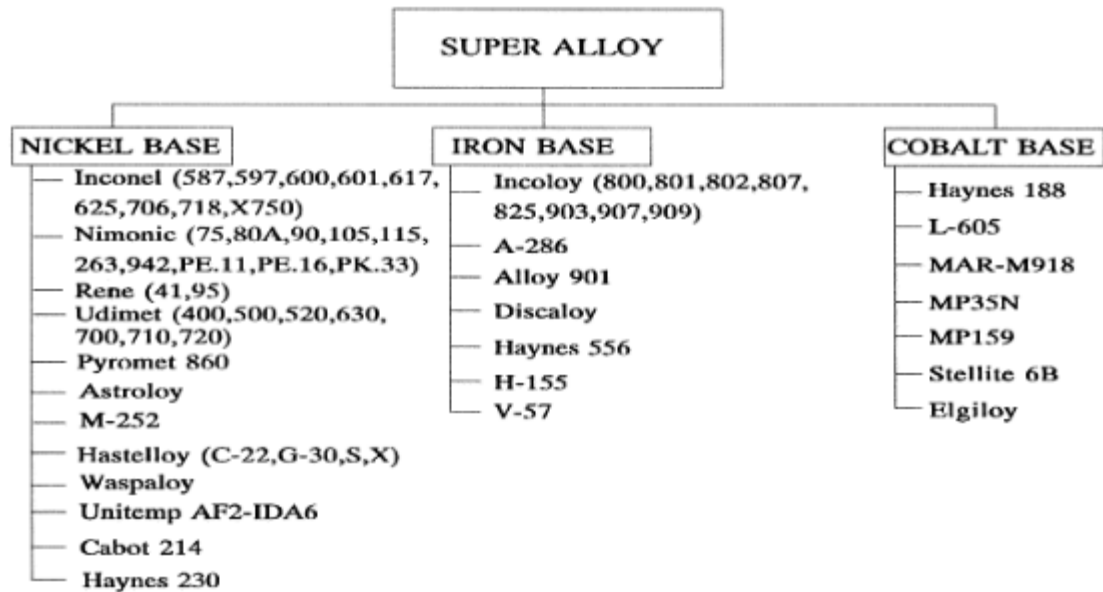 SUPER ALLOY
NICKEL BASE
Inconel (587,597,600,601,617,
625,706,718,X750)
Nimonic (75,80A,90,105,115,
263,942,PE.11,PE.16,PK.33)
Rene (41,95)
Udimet (400,500,520,630,
700,710,720)
Pyromet 860
Astroloy
M-252
Hastelloy (C-22,G-30,S,X)
Waspaloy
Unitemp AF2-IDA6
Cabot 214
Haynes 230
IRON BASE
Incoloy (800,801,802,807,
825,903,907,909)
A-286
Alloy 901
Discaloy
Haynes 556
H-155
V-57
COBALT BASE
Haynes 188
L-605
MAR-M918
MP35N
MP159
Stellite 6B
Elgiloy